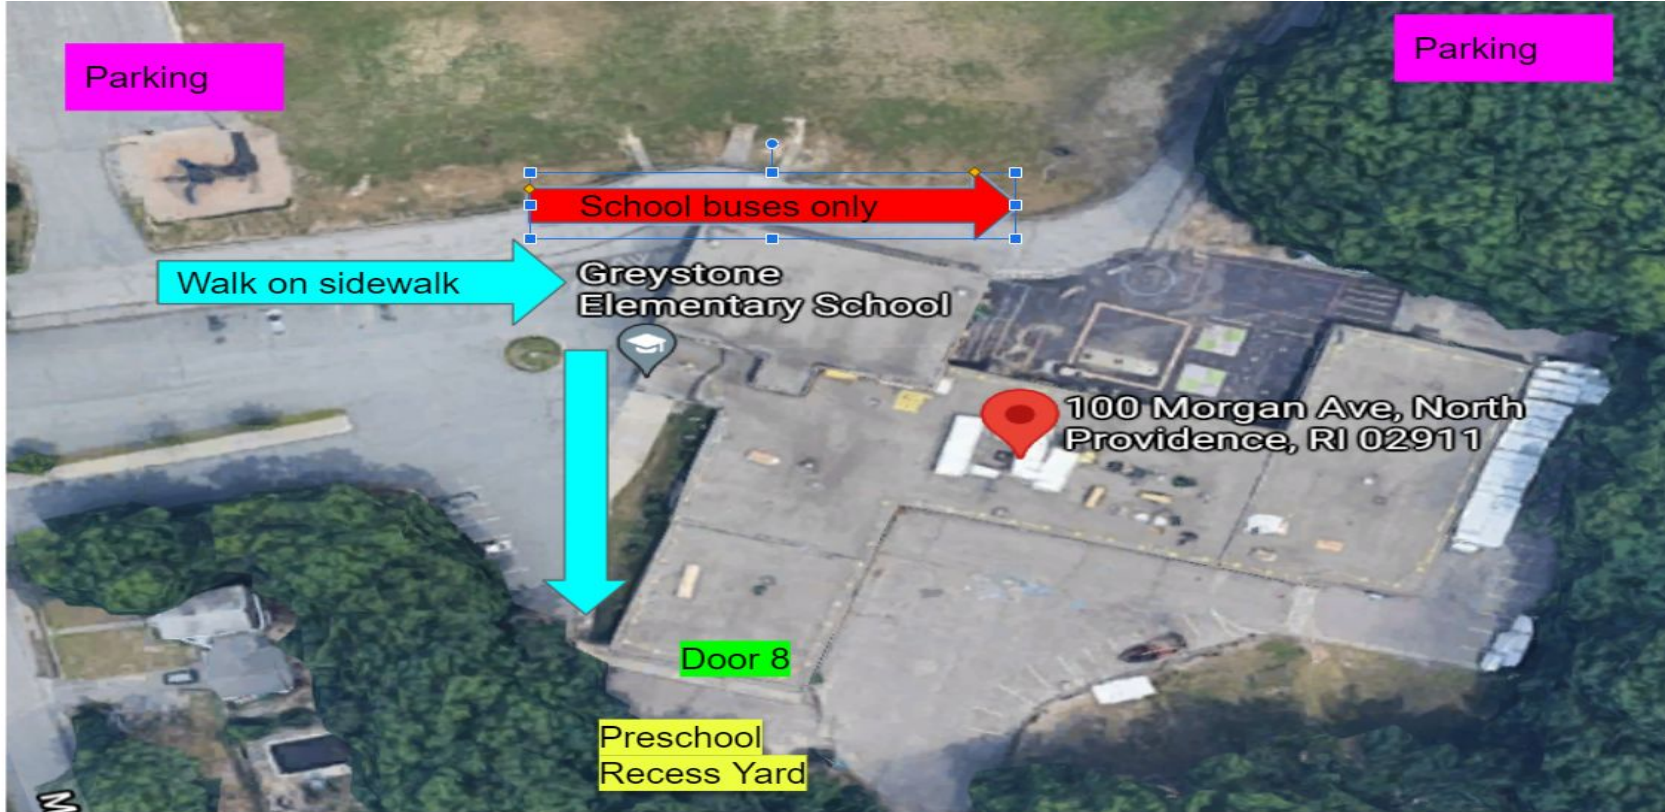 Parking
Parking
School buses only
Walk on sidewalk
Greystone
Elementary School
100 Morgan Ave, North
Providence, RI 02911
Door 8
Preschool
Recess Yard
M